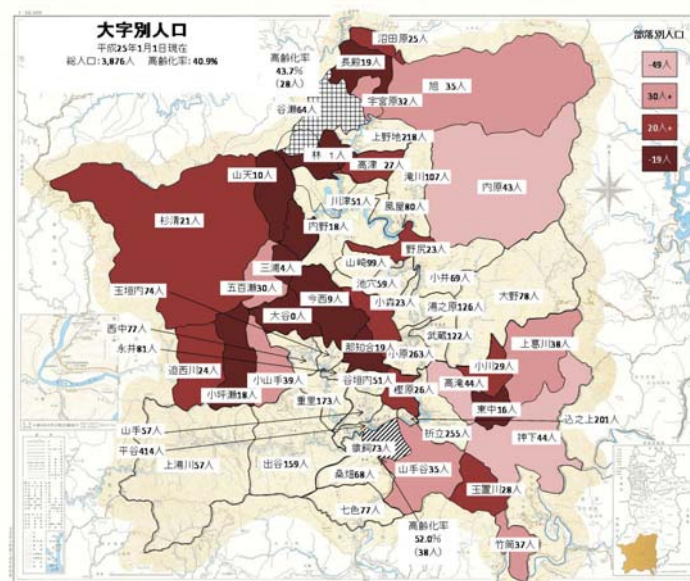 大字別人口
平成25年1月1日現在
総人口:3,876人 高齢化率:40.9%
部落別人口
-49人
30人+
20人+
-19人
沼田原25人
長殿19人
旭 35人
宇宮原32人
高齢化率
43.7%
(28人)
谷瀬64人
上野地218人
林 1人
高津 27人
滝川107人
内原43人
山天10人
川津51人
風屋80人
杉清21人
内野18人
野尻23人
三浦4人
山崎99人
五百瀬30人
池穴59人
小井69人
玉垣内74人
今西9人
小森23人
湯之原126人
大野78人
大谷0人
武蔵122人
西中77人
那知合19人
小原263人
上葛川38人
永井81人
小川29人
迫西川24人
谷垣内51人
高滝44人
小山手39人
樫原26人
小坪瀬18人
重里173人
東中16人
込之上201人
山手57人
折立255人
神下44人
平谷414人
猿飼73人
上湯川57人
出谷159人
山手谷35人
桑畑68人
玉置川28人
七色77人
高齢化率
52.0%
(38人)
竹筒37人